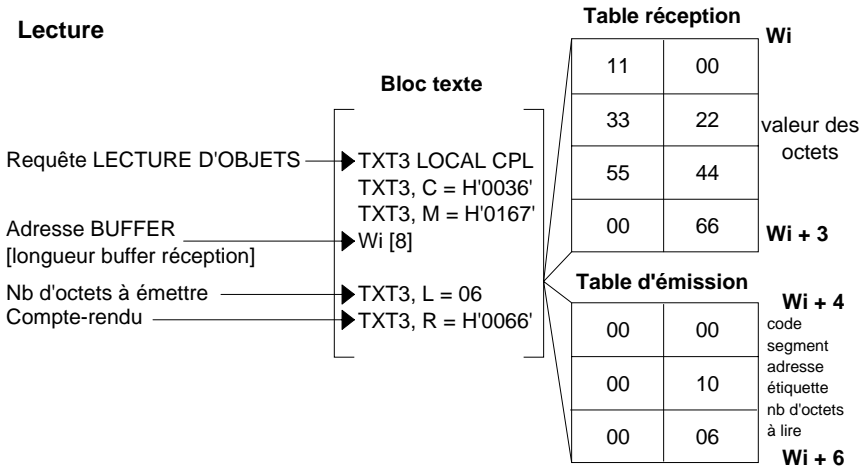 Lecture
Requête LECTURE D'OBJETS
Adresse BUFFER
[longueur buffer réception]
Nb d'octets à émettre
Compte-rendu
Bloc texte
TXT3 LOCAL CPL
TXT3, C = H'0036'
TXT3, M = H'0167'
Wi [8]
TXT3, L = 06
TXT3, R = H'0066'
Table réception
Wi
11 00
33 22
55 44
00 66
valeur des
octets
Wi + 3
Table d'émission
Wi + 4
00 00
00 10
00 06
code
segment
adresse
étiquette
nb d'octets
à lire
Wi + 6